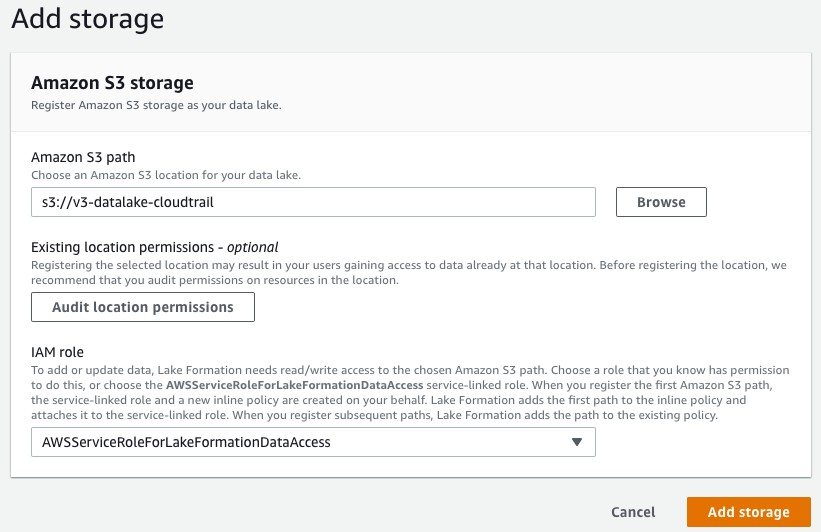 Add storage
Amazon S3 storage
Register Amazon S3 storage as your data lake.
Amazon S3 path
Choose an Amazon S3 location for your data lake.
s3://v3-datalake-cloudtrail
Browse
Existing location permissions - optional
Registering the selected location may result in your users gaining access to data already at that location. Before registering the location, we
recommend that you audit permissions on resources in the location.
Audit location permissions
IAM role
To add or update data, Lake Formation needs read/write access to the chosen Amazon S3 path. Choose a role that you know has permission
to do this, or choose the AWSServiceRoleForLakeFormationDataAccess service-linked role. When you register the first Amazon S3 path,
the service-linked role and a new inline policy are created on your behalf. Lake Formation adds the first path to the inline policy and
attaches it to the service-linked role. When you register subsequent paths, Lake Formation adds the path to the existing policy.
AWSServiceRoleForLakeFormationDataAccess
Cancel
Add storage